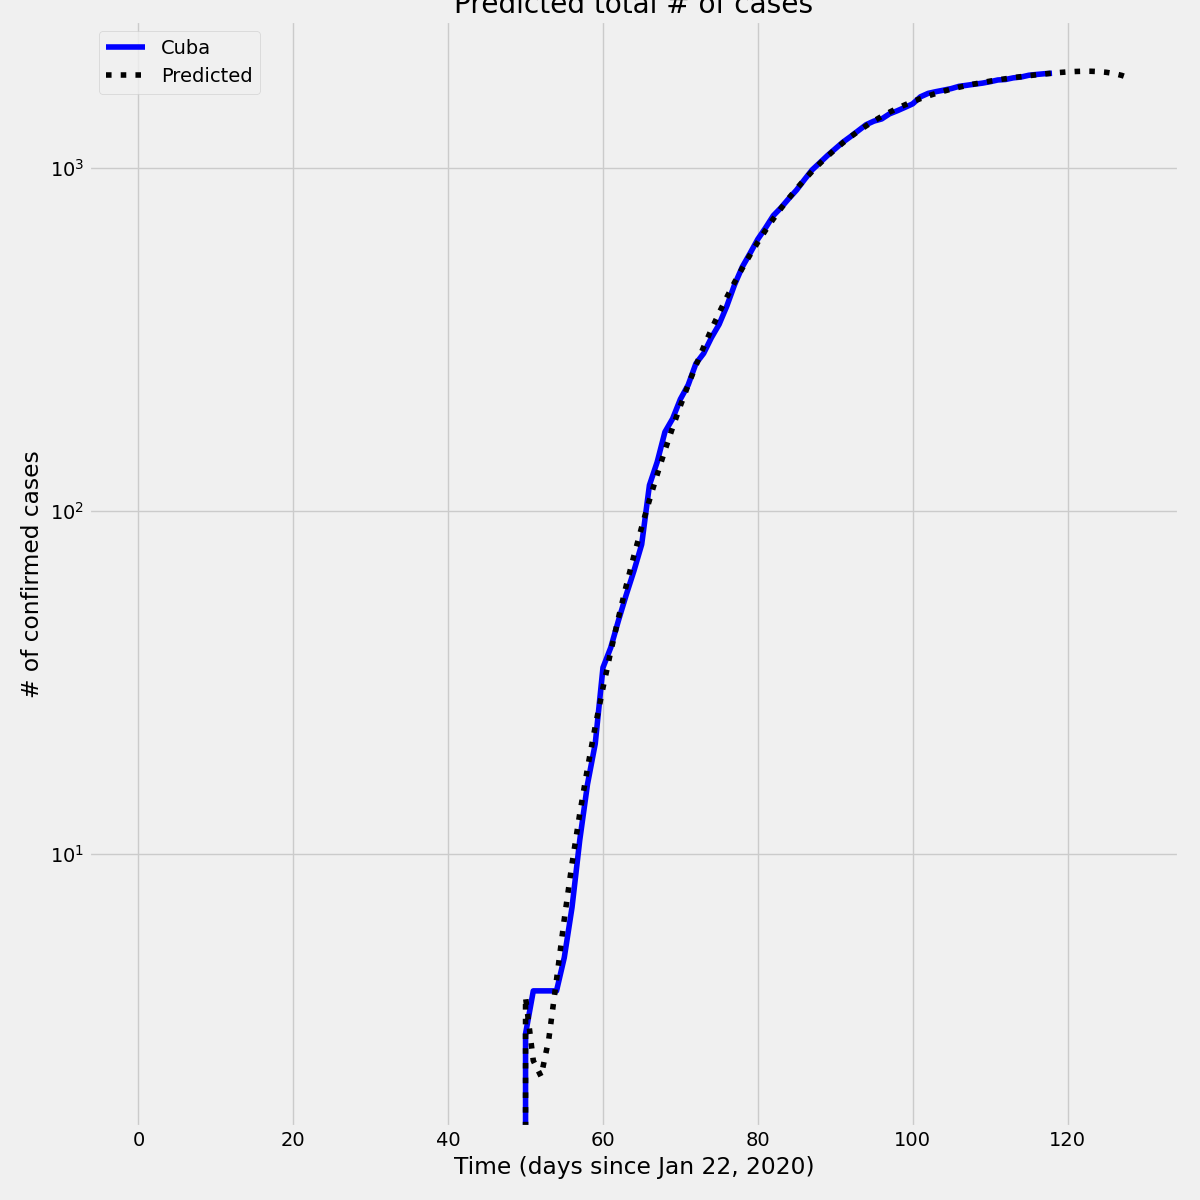 Predicted total # of cases
Cuba
Predicted
10³
10²
10¹
# of confirmed cases
0 20 40 60 80 100 120
Time (days since Jan 22, 2020)